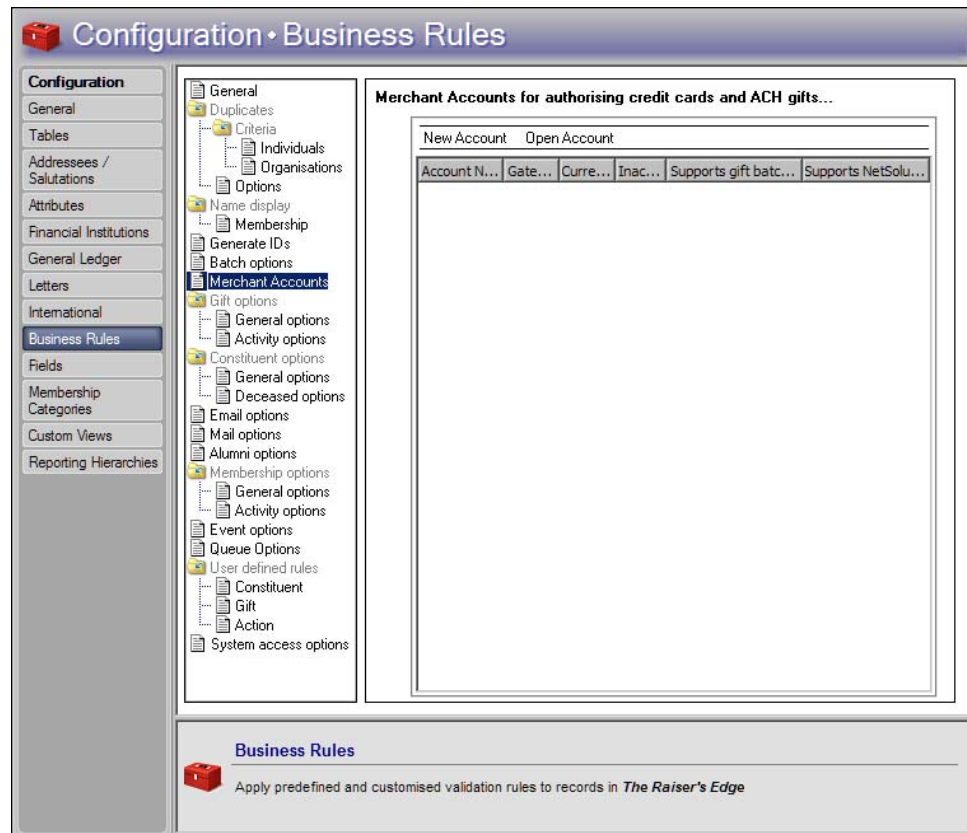 Configuration • Business Rules
Configuration
General
Tables
Addressees /
Salutations
Attributes
Financial Institutions
General Ledger
Letters
International
Business Rules
Fields
Membership
Categories
Custom Views
Reporting Hierarchies
General
Duplicates
Criteria
Individuals
Organisations
Options
Name display
Membership
Generate IDs
Batch options
Merchant Accounts
Gift options
General options
Activity options
Constituent options
General options
Deceased options
Email options
Mail options
Alumni options
Membership options
General options
Activity options
Event options
Queue Options
User defined rules
Constituent
Gift
Action
System access options
Merchant Accounts for authorising credit cards and ACH gifts...
New Account Open Account
Account N... Gate... Curre... Inac... Supports gift batc... Supports NetSolu...
Business Rules
Apply predefined and customised validation rules to records in The Raiser's Edge